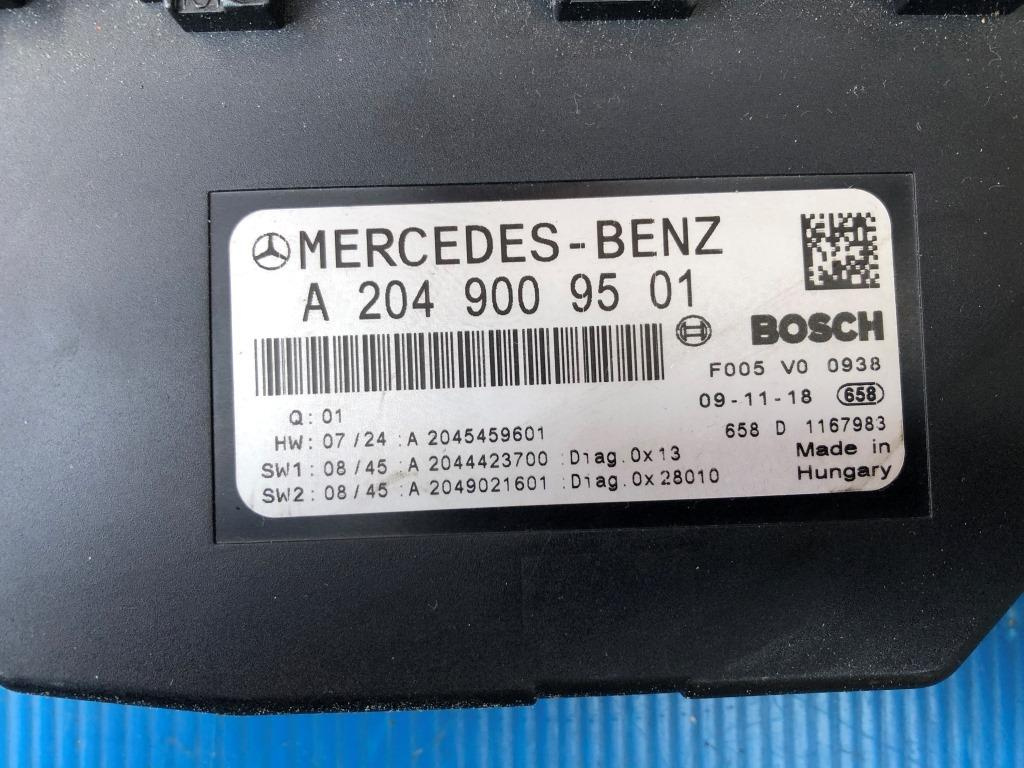 MERCEDES-BENZ
A 204 900 95 01
BOSCH
F005 V0 0938
09-11-18 658
658 D 1167983
Made in
Hungary
Q: 01
HW: 07/24 :A 2045459601
SW1: 08/45 :A 2044423700 :Diag.0x13
SW2: 08/45 :A 2049021601 :Diag.0x28010